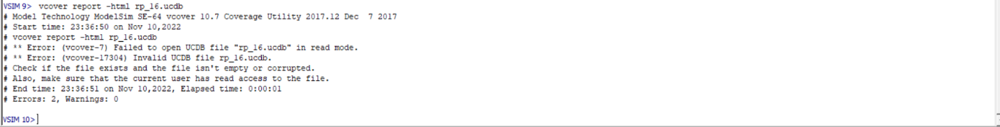 VSIM 9> vcover report -html rp_16.ucdb
# Model Technology ModelSim SE-64 vcover 10.7 Coverage Utility 2017.12 Dec  7 2017
# Start time: 23:36:50 on Nov 10,2022
# vcover report -html rp_16.ucdb
# ** Error: (vcover-7) Failed to open UCDB file "rp_16.ucdb" in read mode.
# ** Error: (vcover-17304) Invalid UCDB file rp_16.ucdb.
# Check if the file exists and the file isn't empty or corrupted.
# Also, make sure that the current user has read access to the file.
# End time: 23:36:51 on Nov 10,2022, Elapsed time: 0:00:01
# Errors: 2, Warnings: 0
VSIM 10>